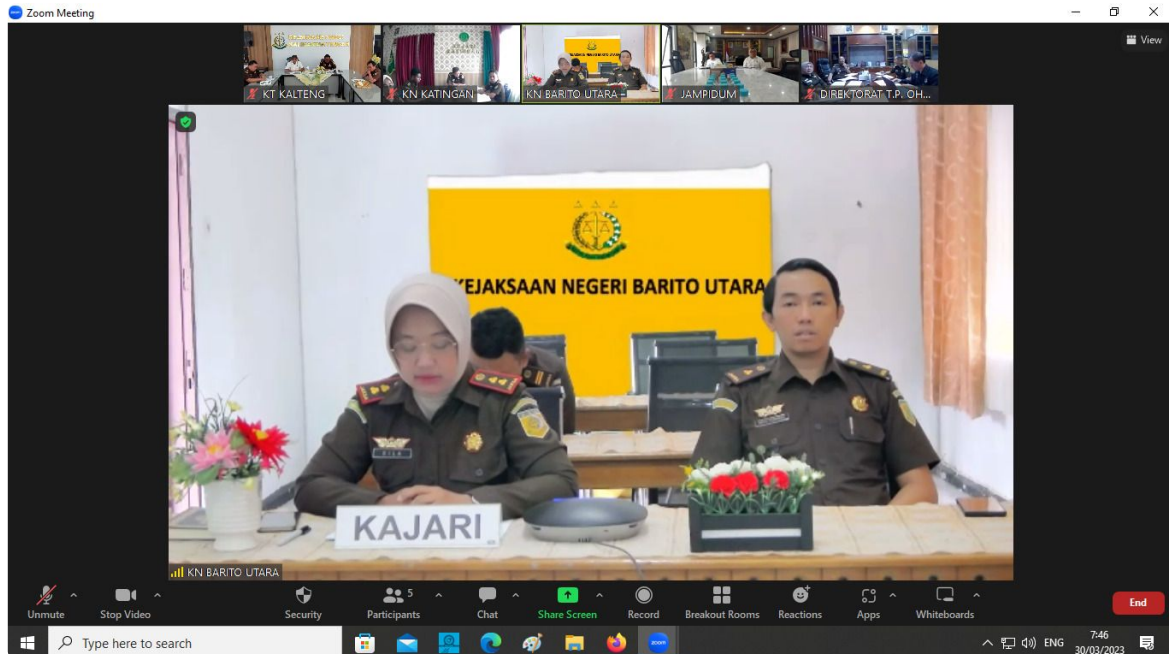 Zoom Meeting
View
KT KALTENG
KN KATINGAN
KN BARITO UTARA
JAMPIDUM
DIREKTORAT T.P. OH...
KEJAKSAAN NEGERI BARITO UTARA
KAJARI
KN BARITO UTARA
Unmute
Stop Video
Security
5
Participants
Chat
Share Screen
Record
Breakout Rooms
Reactions
Apps
Whiteboards
End
Type here to search
zoom
ENG
7:46
30/03/2023